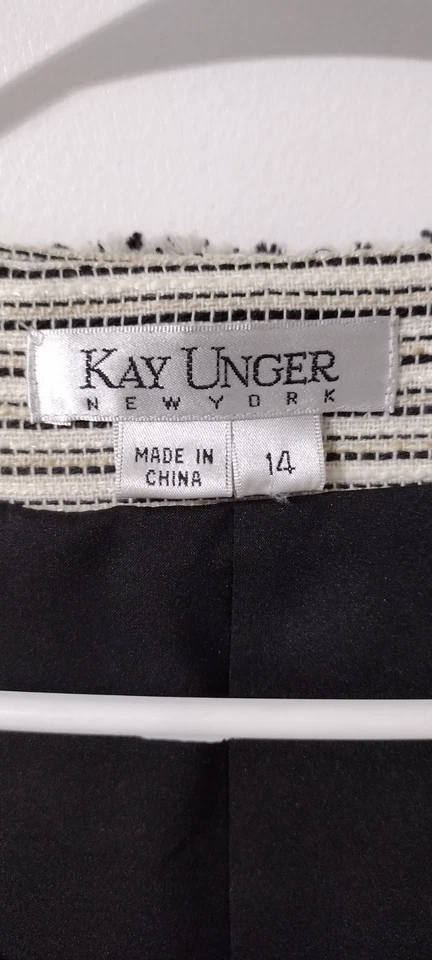 KAY UNGER
NEW YORK
MADE IN
CHINA
14